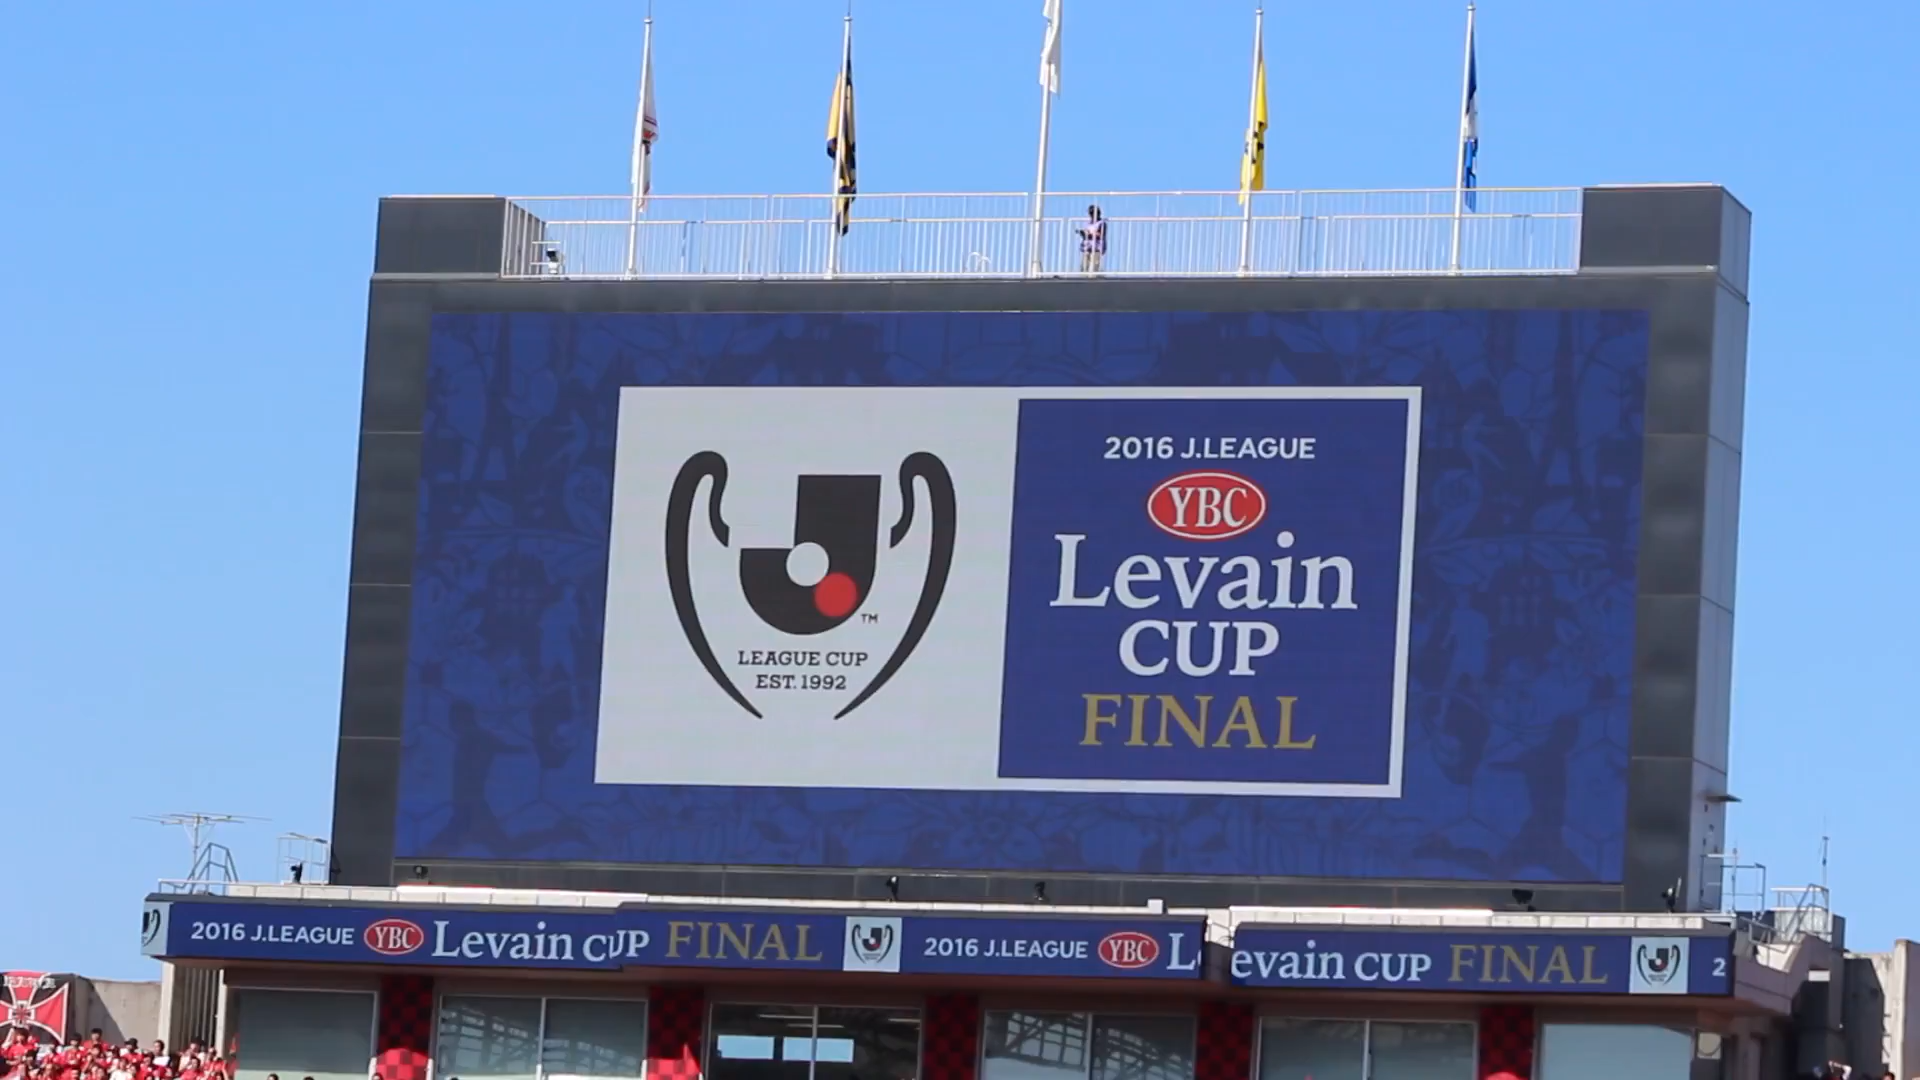 2016 J.LEAGUE
YBC
Levain
CUP
FINAL
TM
LEAGUE CUP
EST. 1992
2016 J.LEAGUE YBC Levain CUP FINAL 2016 J.LEAGUE YBC L evain CUP FINAL 2